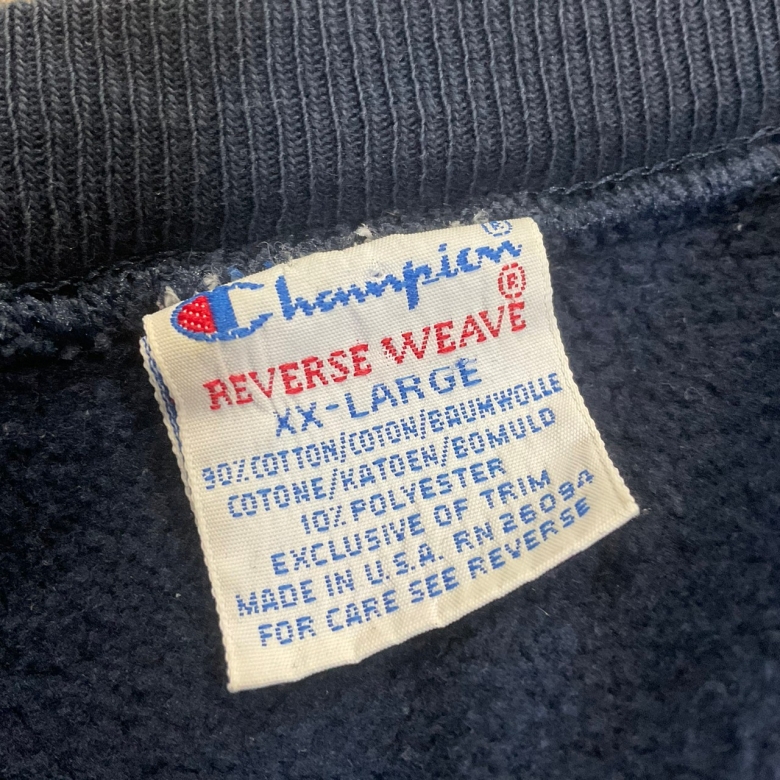 Champion®
REVERSE WEAVE®
XX-LARGE
90%COTTON/COTON/BAUMWOLLE
COTONE/KATOEN/BOMULD
10%POLYESTER
EXCLUSIVE OF TRIM
MADE IN U.S.A. RN 26094
FOR CARE SEE REVERSE